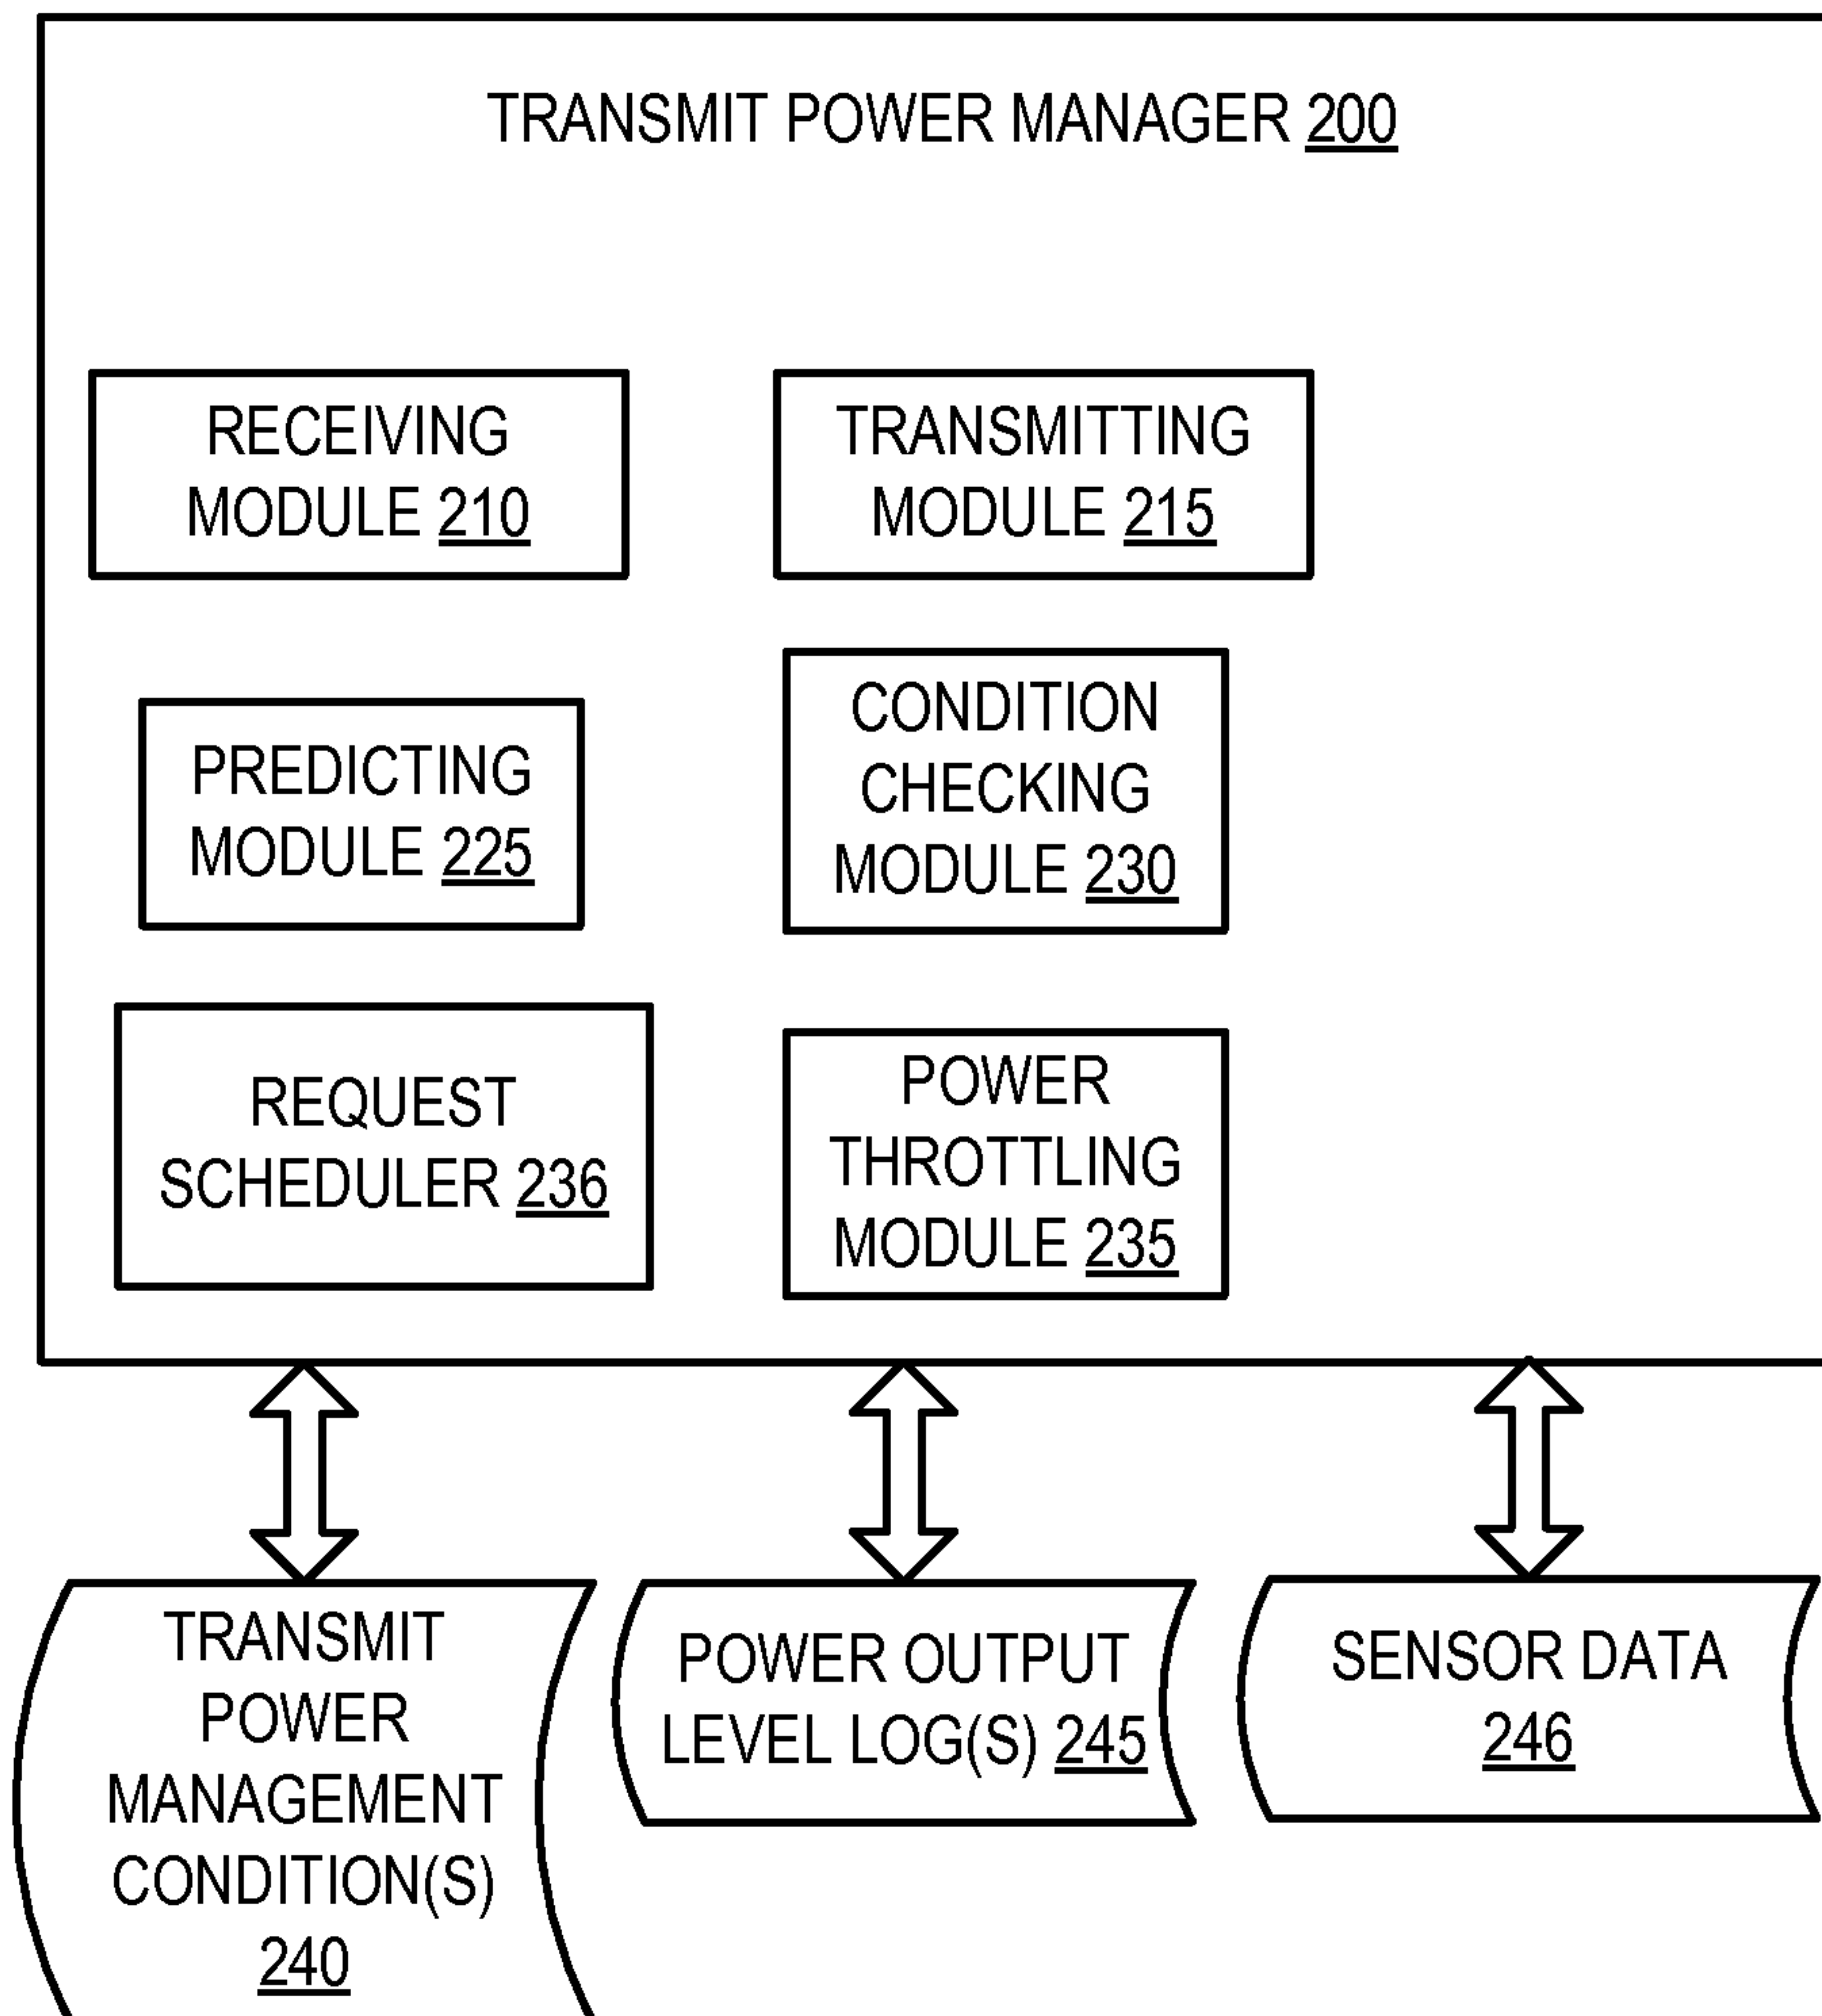 TRANSMIT POWER MANAGER 200
RECEIVING
MODULE 210
TRANSMITTING
MODULE 215
PREDICTING
MODULE 225
CONDITION
CHECKING
MODULE 230
REQUEST
SCHEDULER 236
POWER
THROTTLING
MODULE 235
TRANSMIT
POWER
MANAGEMENT
CONDITION(S)
240
POWER OUTPUT
LEVEL LOG(S) 245
SENSOR DATA
246